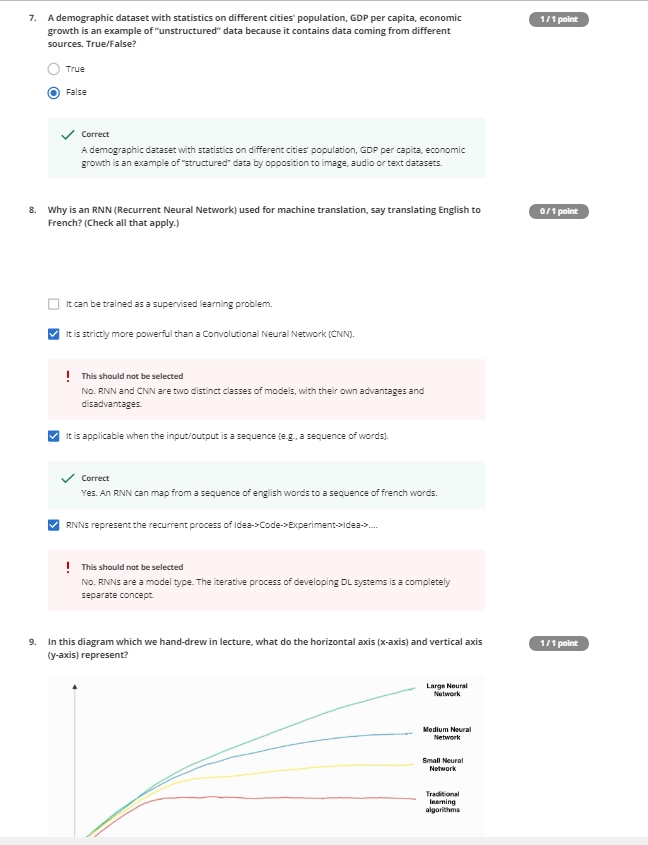 7. A demographic dataset with statistics on different cities' population, GDP per capita, economic
growth is an example of "unstructured" data because it contains data coming from different
sources. True/False?
1 / 1 point
True
False
Correct
A demographic dataset with statistics on different cities' population, GDP per capita, economic
growth is an example of "structured" data by opposition to image, audio or text datasets.
8. Why is an RNN (Recurrent Neural Network) used for machine translation, say translating English to
French? (Check all that apply.)
0 / 1 point
It can be trained as a supervised learning problem.
It is strictly more powerful than a Convolutional Neural Network (CNN).
This should not be selected
No. RNN and CNN are two distinct classes of models, with their own advantages and
disadvantages.
It is applicable when the input/output is a sequence (e.g., a sequence of words).
Correct
Yes. An RNN can map from a sequence of english words to a sequence of french words.
RNNs represent the recurrent process of Idea->Code->Experiment->Idea->....
This should not be selected
No. RNNs are a model type. The iterative process of developing DL systems is a completely
separate concept.
9. In this diagram which we hand-drew in lecture, what do the horizontal axis (x-axis) and vertical axis
(y-axis) represent?
1 / 1 point
Large Neural
Network
Medium Neural
Network
Small Neural
Network
Traditional
learning
algorithms